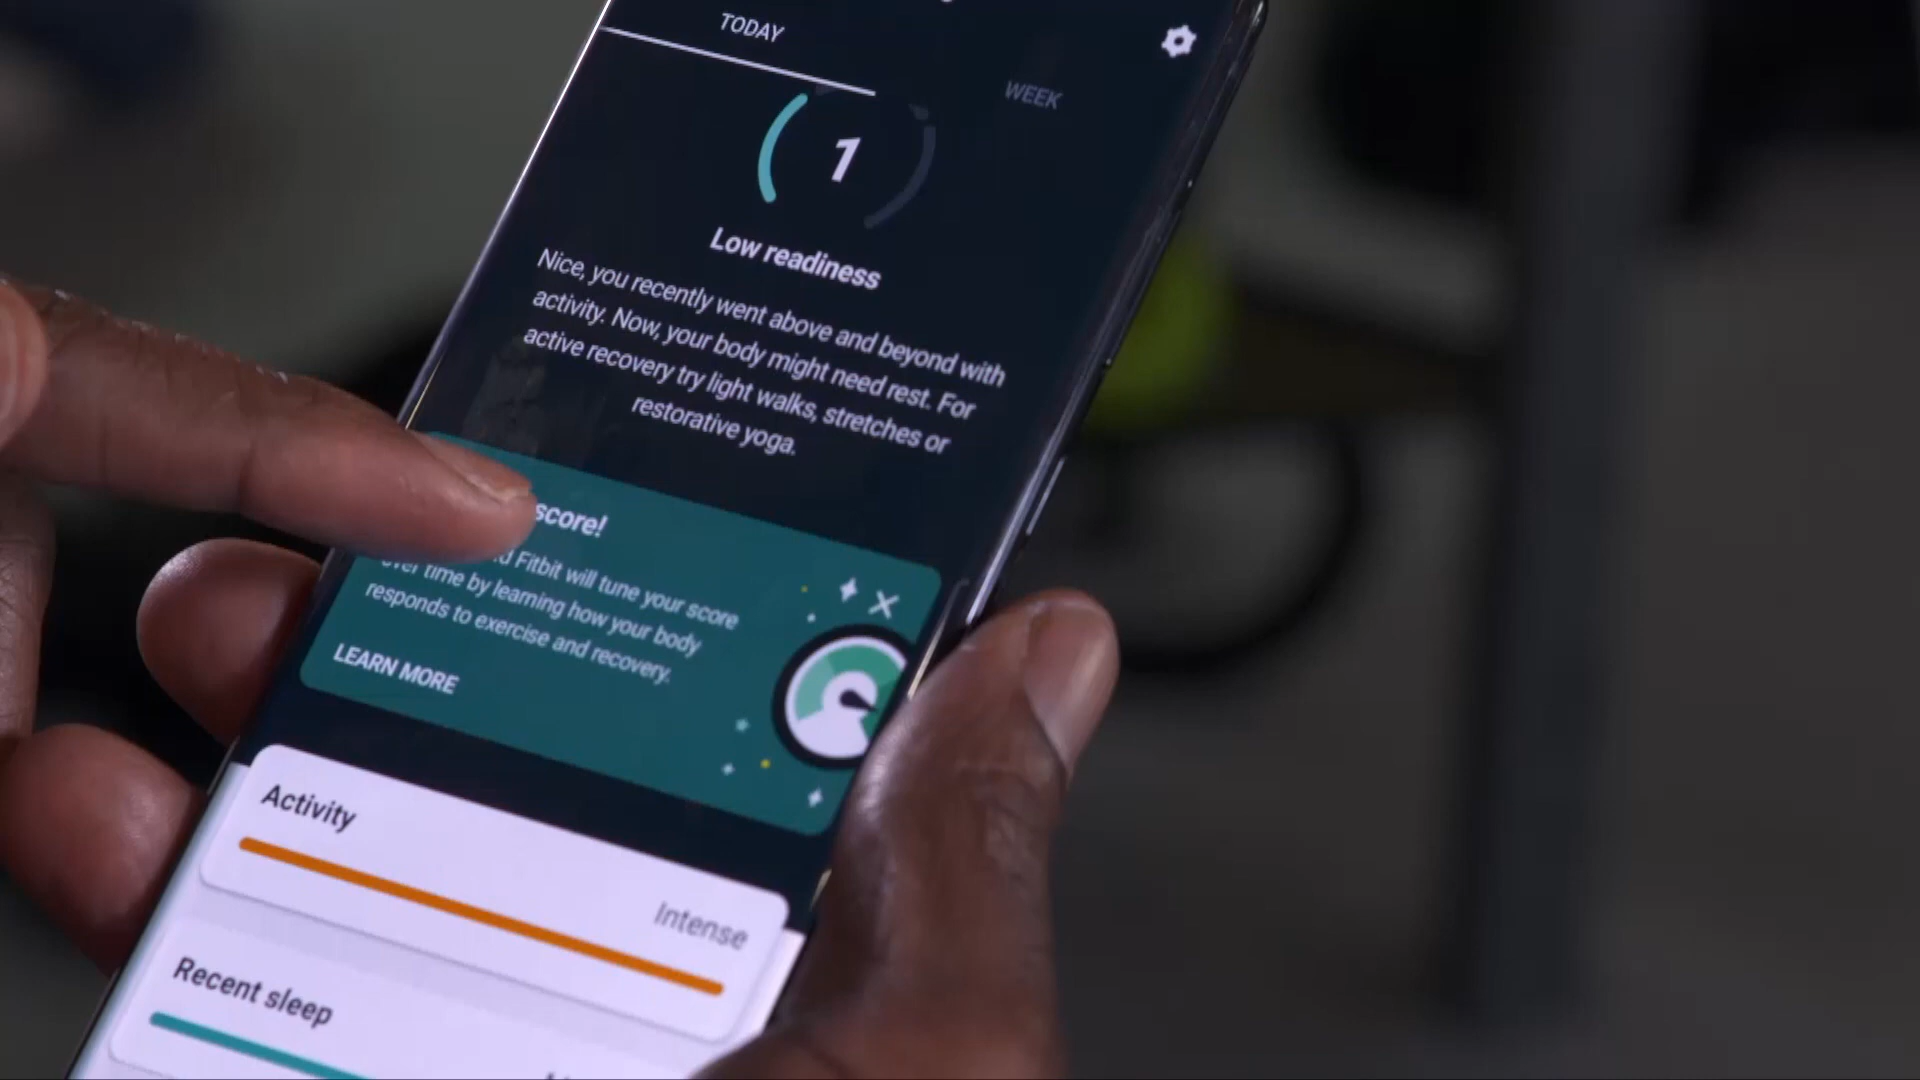 TODAY
WEEK
1
Low readiness
Nice, you recently went above and beyond with
activity. Now, your body might need rest. For
active recovery try light walks, stretches or
restorative yoga.
score!
Fitbit will tune your score
over time by learning how your body
responds to exercise and recovery.
LEARN MORE
Activity
Intense
Recent sleep